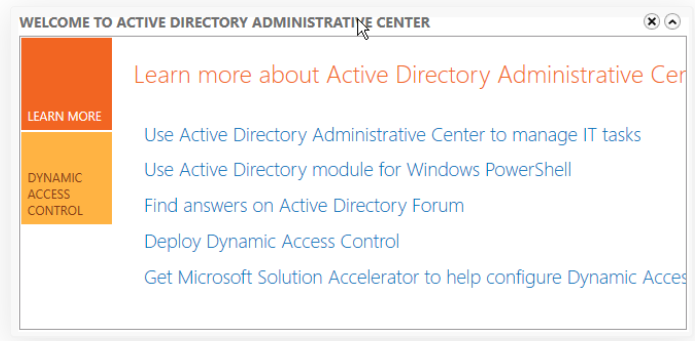 WELCOME TO ACTIVE DIRECTORY ADMINISTRATIVE CENTER
LEARN MORE
DYNAMIC
ACCESS
CONTROL
Learn more about Active Directory Administrative Cer
Use Active Directory Administrative Center to manage IT tasks
Use Active Directory module for Windows PowerShell
Find answers on Active Directory Forum
Deploy Dynamic Access Control
Get Microsoft Solution Accelerator to help configure Dynamic Acces